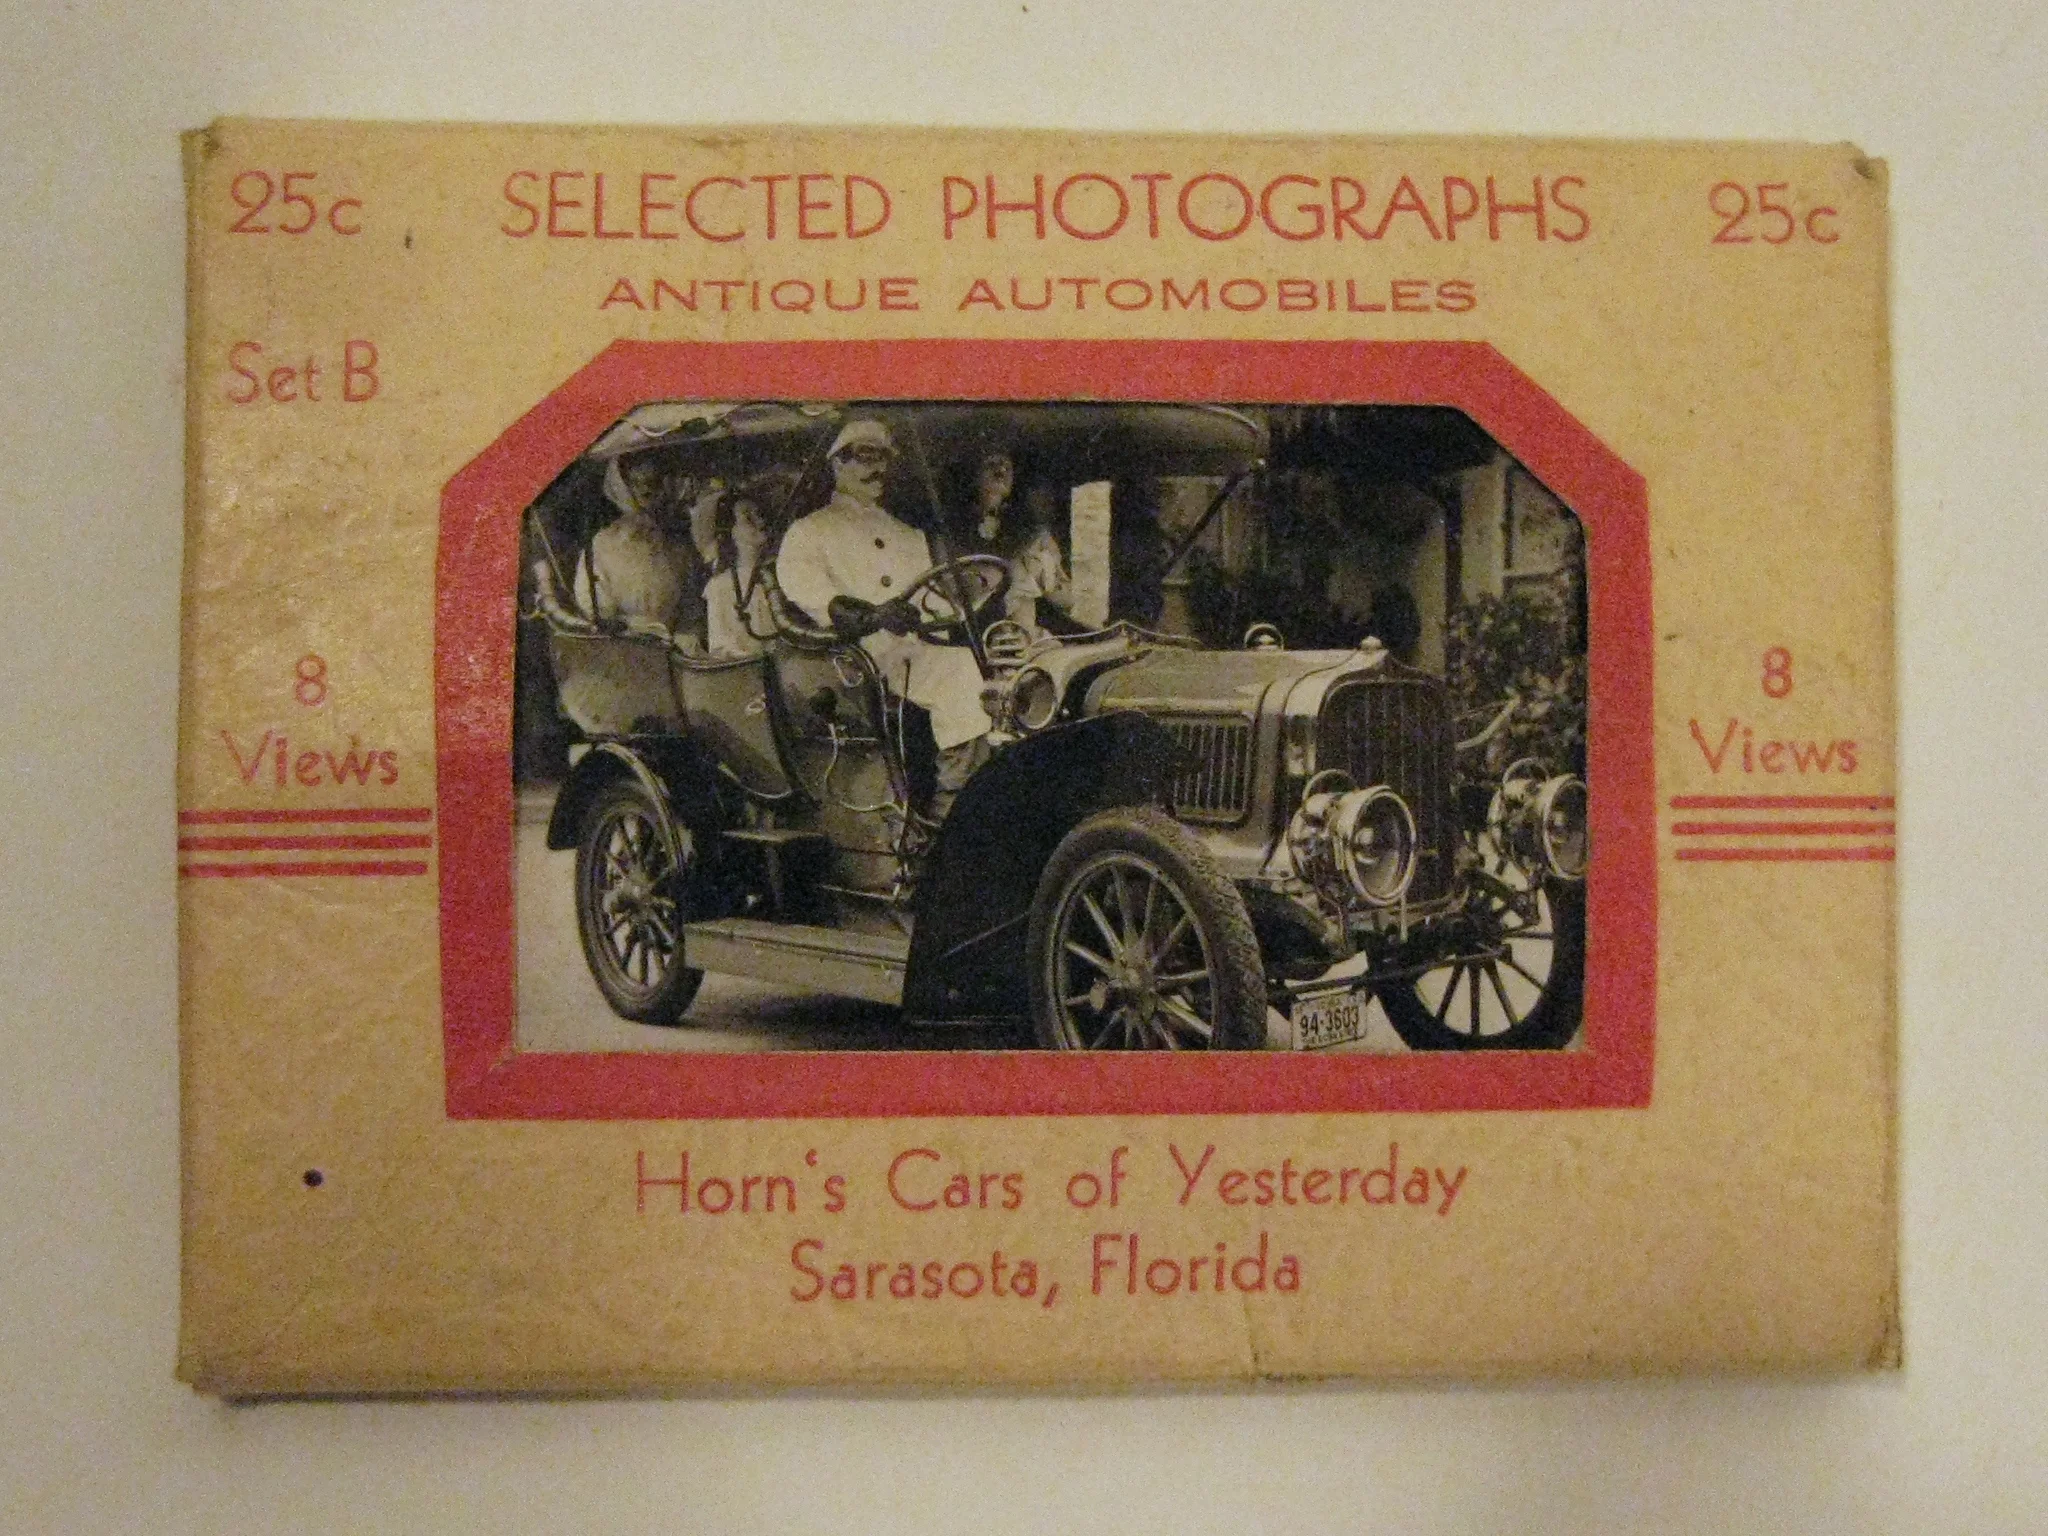 25c SELECTED PHOTOGRAPHS 25c
ANTIQUE AUTOMOBILES
Set B
8 Views
8 Views
94-3603
Horn's Cars of Yesterday
Sarasota, Florida